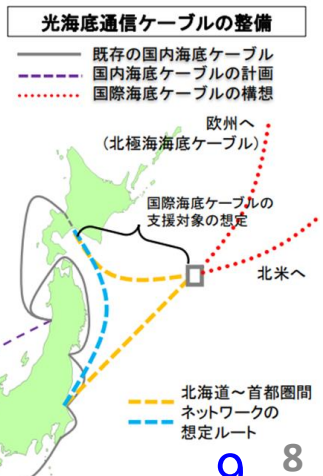 光海底通信ケーブルの整備
既存の国内海底ケーブル
国内海底ケーブルの計画
国際海底ケーブルの構想
欧州へ
(北極海海底ケーブル)
国際海底ケーブルの
支援対象の想定
北米へ
北海道～首都圏間
ネットワークの
想定ルート
9
8